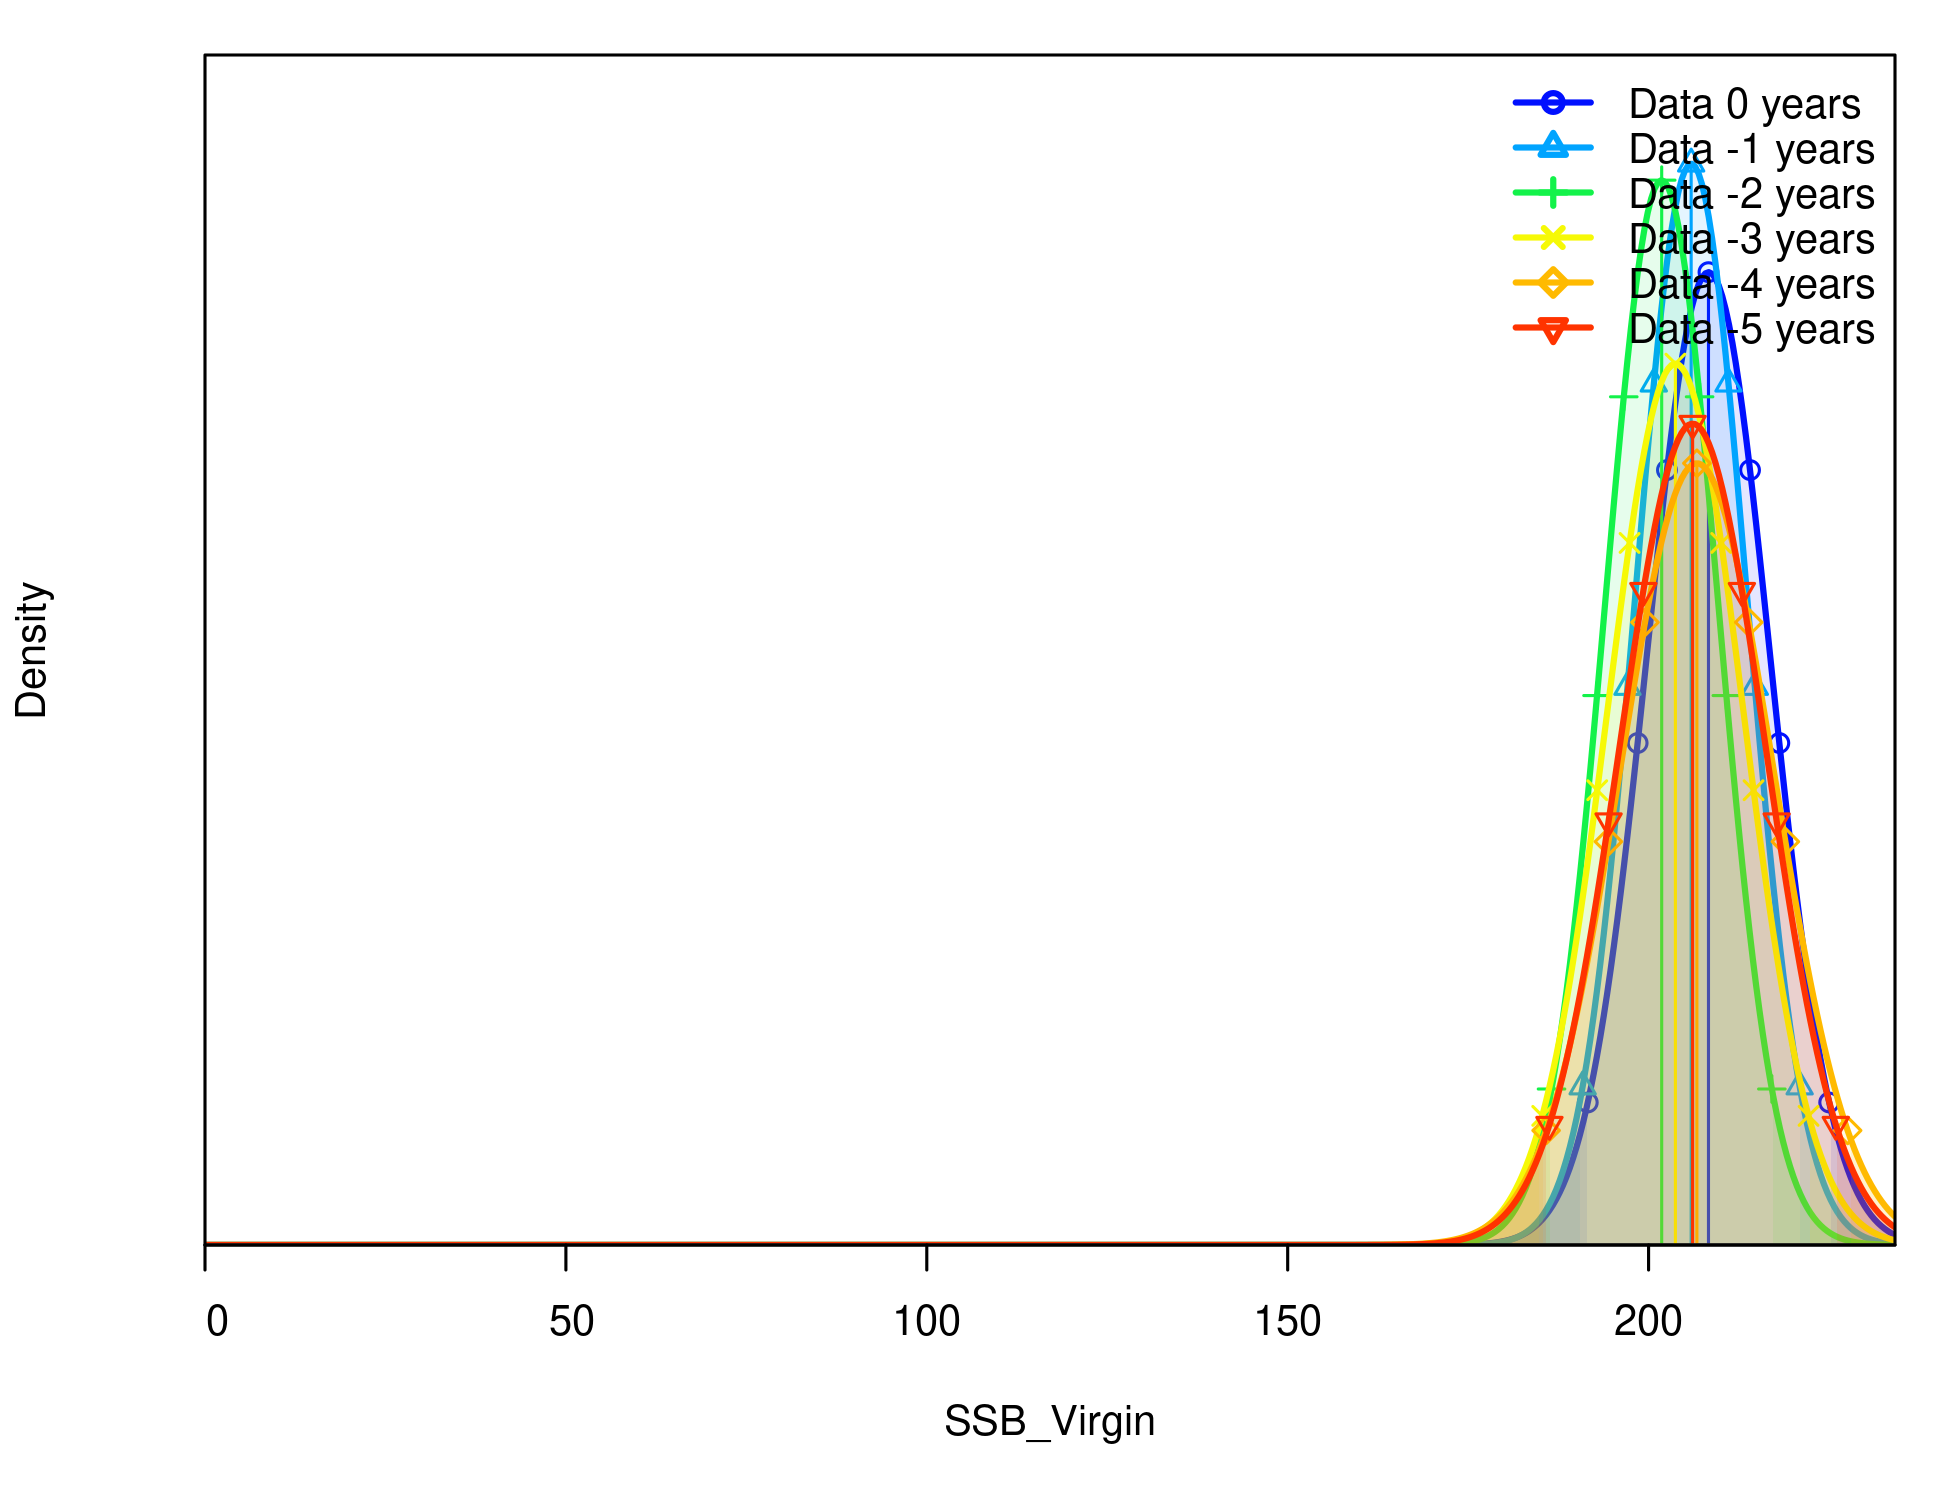 Data 0 years
Data -1 years
Data -2 years
Data -3 years
Data -4 years
Data -5 years
Density
0 50 100 150 200
SSB_Virgin